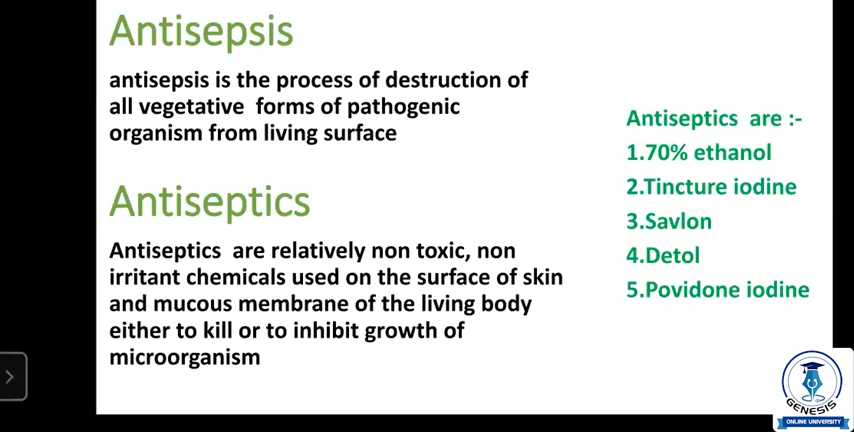 Antisepsis
antisepsis is the process of destruction of
all vegetative forms of pathogenic
organism from living surface
Antiseptics
Antiseptics are relatively non toxic, non
irritant chemicals used on the surface of skin
and mucous membrane of the living body
either to kill or to inhibit growth of
microorganism
Antiseptics are :-
1.70% ethanol
2.Tincture iodine
3.Savlon
4.Detol
5.Povidone iodine
GENESIS
ONLINE UNIVERSITY